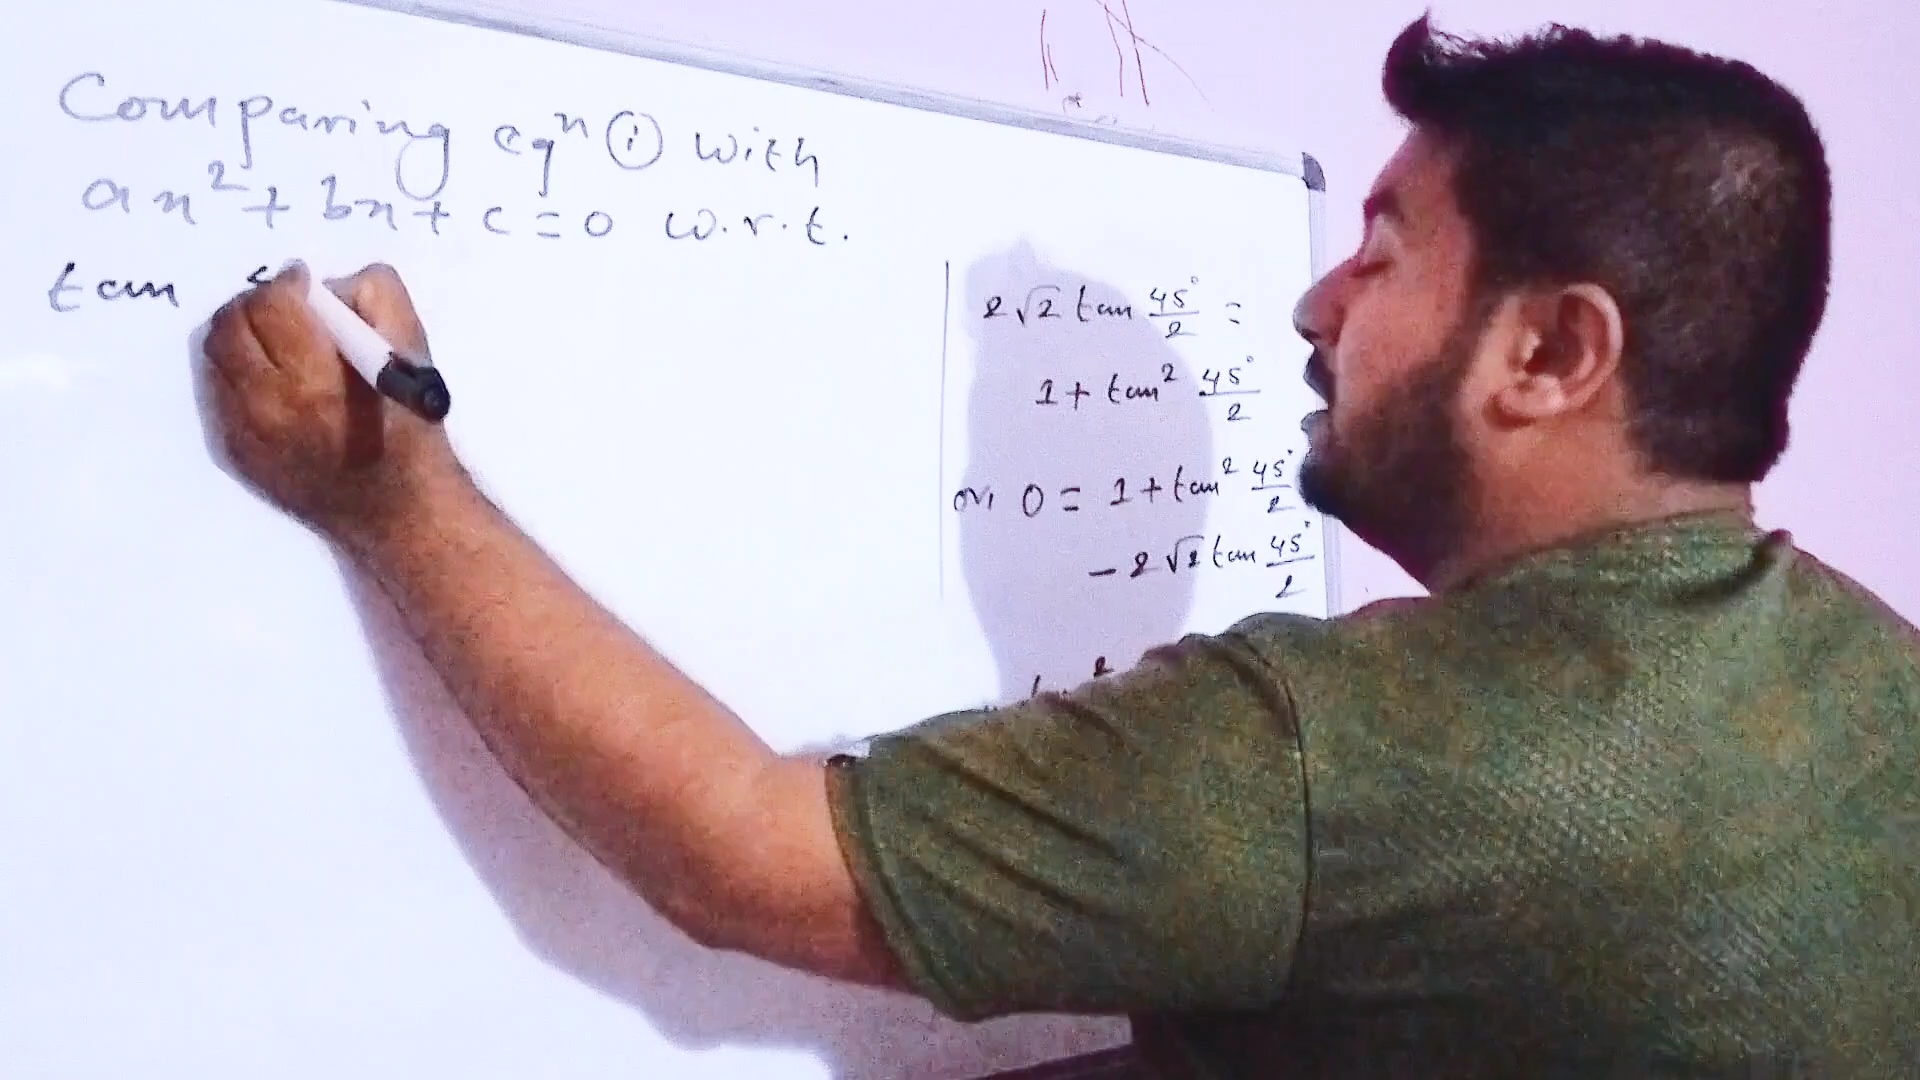 Comparing eqⁿ ⓘ with
ax² + bx + c = 0 w.r.t.
tan
2√2 tan 45°/2 =
1 + tan² 45°/2
or, 0 = 1 + tan² 45°/2
- 2√2 tan 45°/2